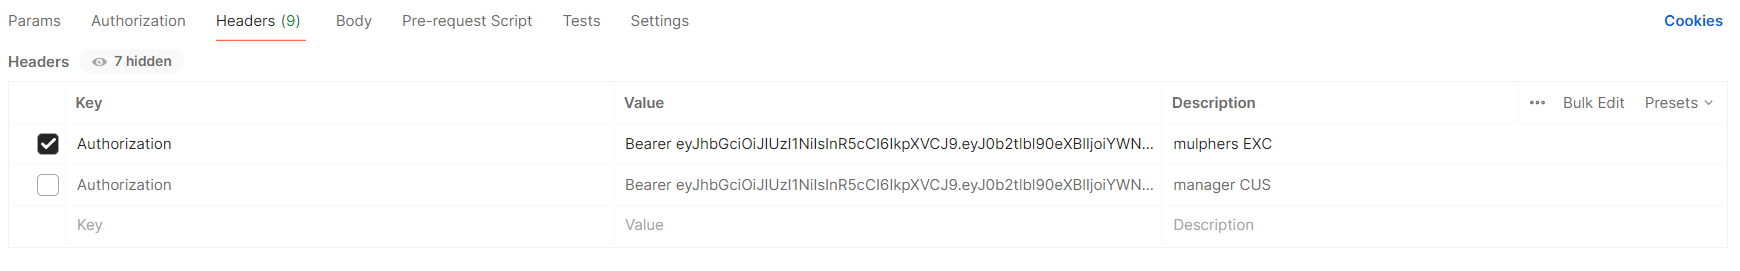 Params Authorization Headers (9) Body Pre-request Script Tests Settings Cookies
Headers 7 hidden
Key Value Description ••• Bulk Edit Presets
Authorization Bearer eyJhbGciOiJIUzI1NiIsInR5cCI6IkpXVCJ9.eyJ0b2tlbl90eXBlIjoiYWN... mulphers EXC
Authorization Bearer eyJhbGciOiJIUzI1NiIsInR5cCI6IkpXVCJ9.eyJ0b2tlbl90eXBlIjoiYWN... manager CUS
Key Value Description